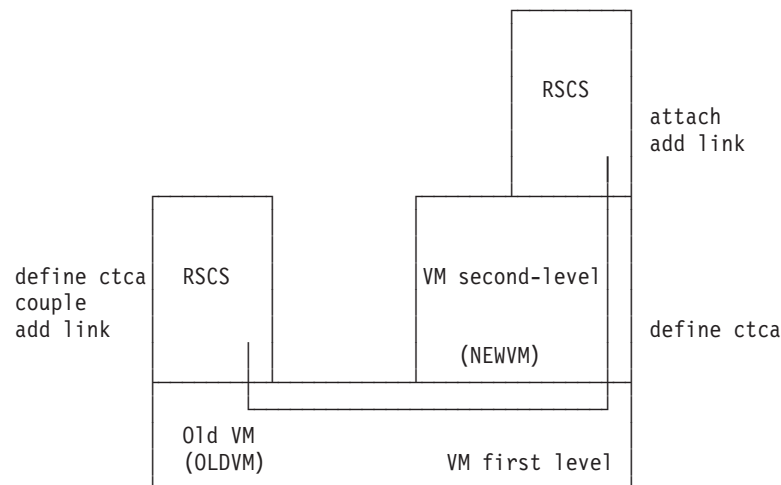 RSCS
attach
add link
define ctca
couple
add link
RSCS
VM second-level
(NEWVM)
define ctca
Old VM
(OLDVM)
VM first level